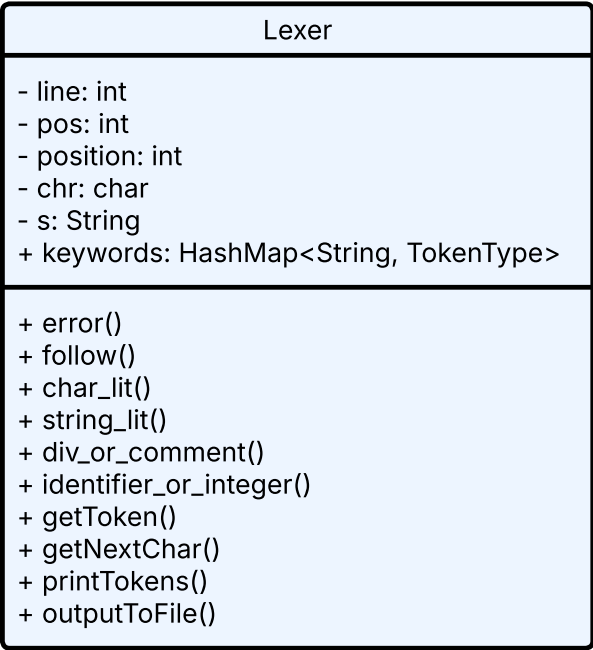 Lexer
- line: int
- pos: int
- position: int
- chr: char
- s: String
+ keywords: HashMap<String, TokenType>
+ error()
+ follow()
+ char_lit()
+ string_lit()
+ div_or_comment()
+ identifier_or_integer()
+ getToken()
+ getNextChar()
+ printTokens()
+ outputToFile()